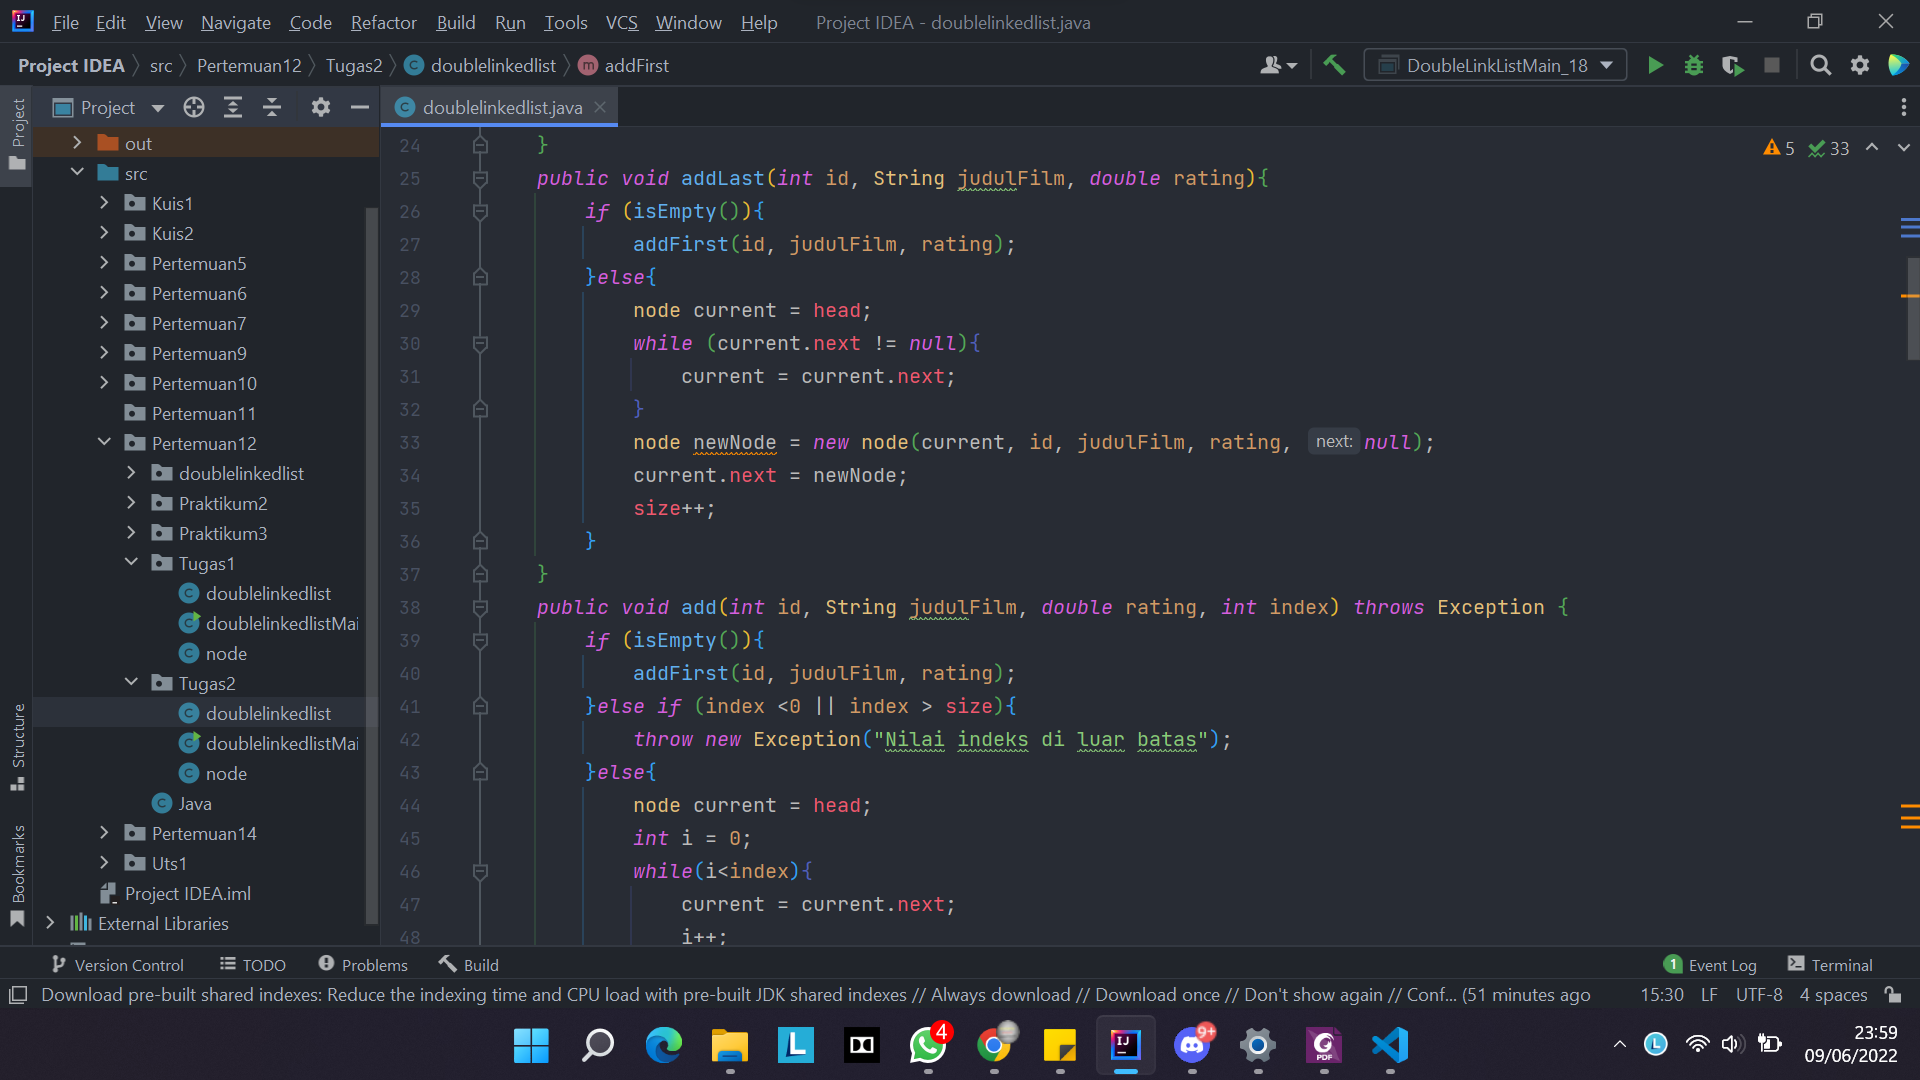 File Edit View Navigate Code Refactor Build Run Tools VCS Window Help Project IDEA - doublelinkedlist.java
Project IDEA src Pertemuan12 Tugas2 doublelinkedlist addFirst DoubleLinkListMain_18
Project
Project
doublelinkedlist.java
out
src
Kuis1
Kuis2
Pertemuan5
Pertemuan6
Pertemuan7
Pertemuan9
Pertemuan10
Pertemuan11
Pertemuan12
doublelinkedlist
Praktikum2
Praktikum3
Tugas1
doublelinkedlist
doublelinkedlistMai
node
Tugas2
doublelinkedlist
doublelinkedlistMai
node
Java
Pertemuan14
Uts1
Project IDEA.iml
External Libraries
Structure
Bookmarks
5 33
24 }
25 public void addLast(int id, String judulFilm, double rating){
26 if (isEmpty()){
27 addFirst(id, judulFilm, rating);
28 }else{
29 node current = head;
30 while (current.next != null){
31 current = current.next;
32 }
33 node newNode = new node(current, id, judulFilm, rating, next: null);
34 current.next = newNode;
35 size++;
36 }
37 }
38 public void add(int id, String judulFilm, double rating, int index) throws Exception {
39 if (isEmpty()){
40 addFirst(id, judulFilm, rating);
41 }else if (index <0 || index > size){
42 throw new Exception("Nilai indeks di luar batas");
43 }else{
44 node current = head;
45 int i = 0;
46 while(i<index){
47 current = current.next;
48 i++;
Version Control TODO Problems Build 1 Event Log Terminal
Download pre-built shared indexes: Reduce the indexing time and CPU load with pre-built JDK shared indexes // Always download // Download once // Don't show again // Conf... (51 minutes ago 15:30 LF UTF-8 4 spaces
L 4 IJ 9+ PDF L
23:59
09/06/2022